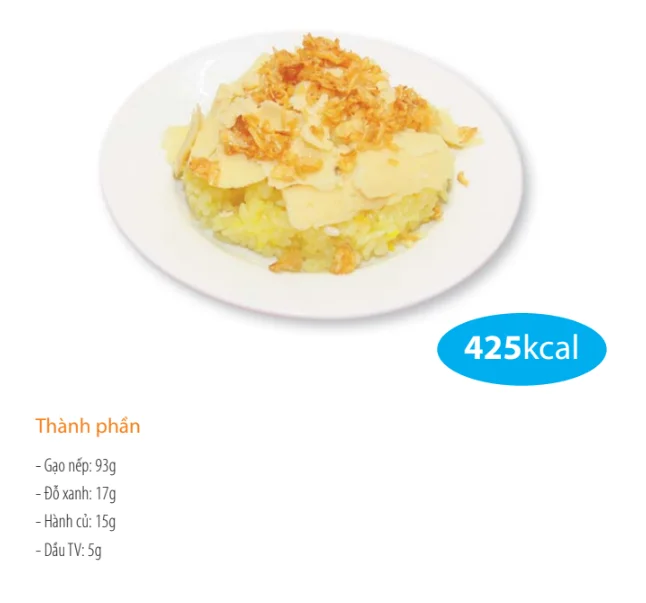 425kcal
Thành phần
- Gạo nếp: 93g
- Đỗ xanh: 17g
- Hành củ: 15g
- Dầu TV: 5g